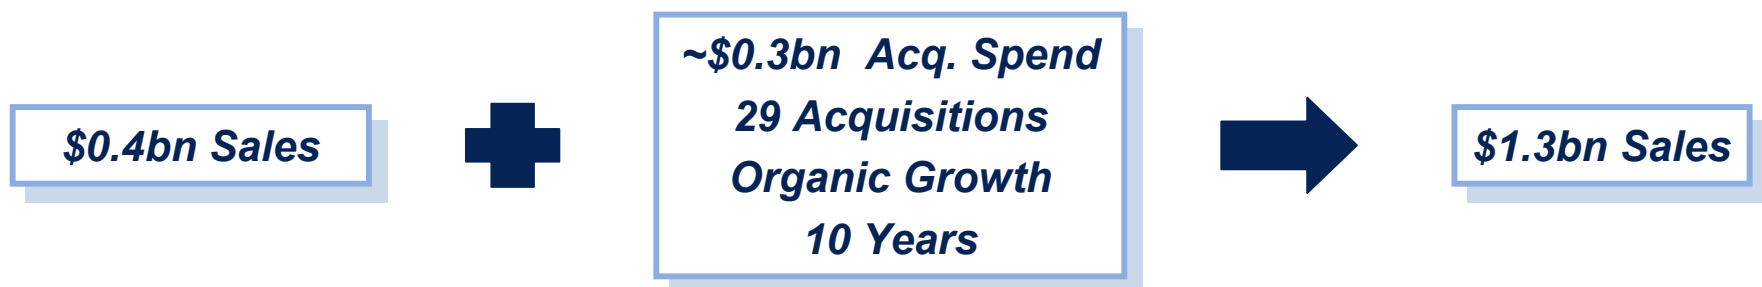 $0.4bn Sales
~$0.3bn Acq. Spend
29 Acquisitions
Organic Growth
10 Years
$1.3bn Sales